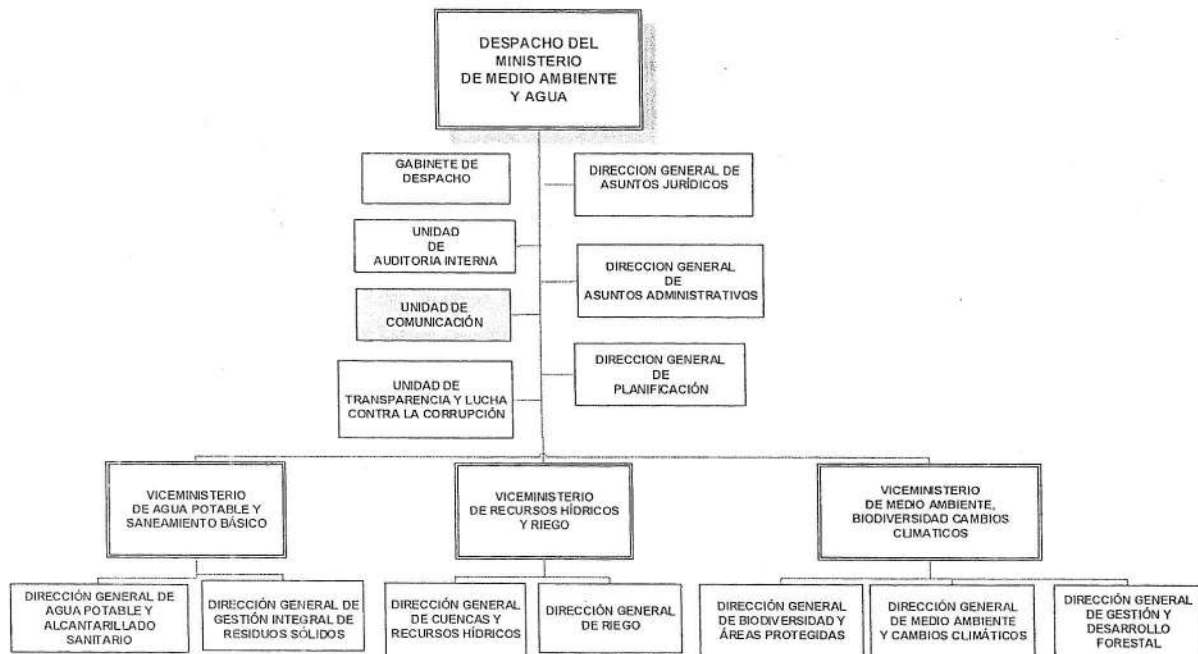 DESPACHO DEL
MINISTERIO
DE MEDIO AMBIENTE
Y AGUA
GABINETE DE
DESPACHO
DIRECCION GENERAL DE
ASUNTOS JURÍDICOS
UNIDAD
DE
AUDITORIA INTERNA
DIRECCION GENERAL
DE
ASUNTOS ADMINISTRATIVOS
UNIDAD DE
COMUNICACIÓN
DIRECCION GENERAL
DE
PLANIFICACIÓN
UNIDAD DE
TRANSPARENCIA Y LUCHA
CONTRA LA CORRUPCIÓN
VICEMINISTERIO
DE AGUA POTABLE Y
SANEAMIENTO BÁSICO
VICEMINISTERIO
DE RECURSOS HÍDRICOS
Y RIEGO
VICEMINISTERIO
DE MEDIO AMBIENTE,
BIODIVERSIDAD CAMBIOS
CLIMATICOS
DIRECCIÓN GENERAL DE
AGUA POTABLE Y
ALCANTARILLADO
SANITARIO
DIRECCIÓN GENERAL DE
GESTIÓN INTEGRAL DE
RESIDUOS SÓLIDOS
DIRECCIÓN GENERAL
DE CUENCAS Y
RECURSOS HÍDRICOS
DIRECCIÓN GENERAL
DE RIEGO
DIRECCIÓN GENERAL
DE BIODIVERSIDAD Y
ÁREAS PROTEGIDAS
DIRECCIÓN GENERAL
DE MEDIO AMBIENTE
Y CAMBIOS CLIMÁTICOS
DIRECCIÓN GENERAL
DE GESTIÓN Y
DESARROLLO
FORESTAL